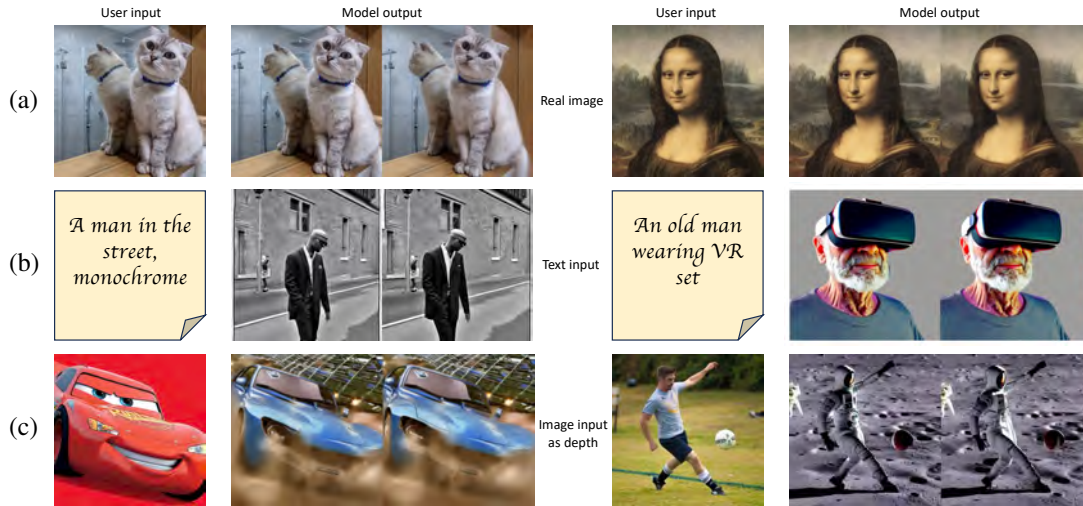 User input
Model output
User input
Model output
(a)
Real image
(b)
A man in the
street,
monochrome
Text input
An old man
wearing VR
set
(c)
Image input
as depth